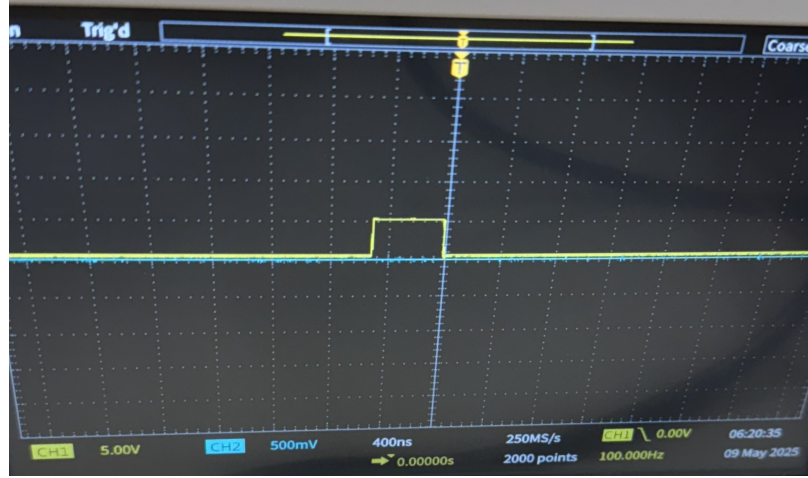 n Trig'd Coarse
T
T
CH1 5.00V CH2 500mV 400ns 250MS/s CH1 0.00V 06:20:35
0.00000s 2000 points 100.000Hz 09 May 2025